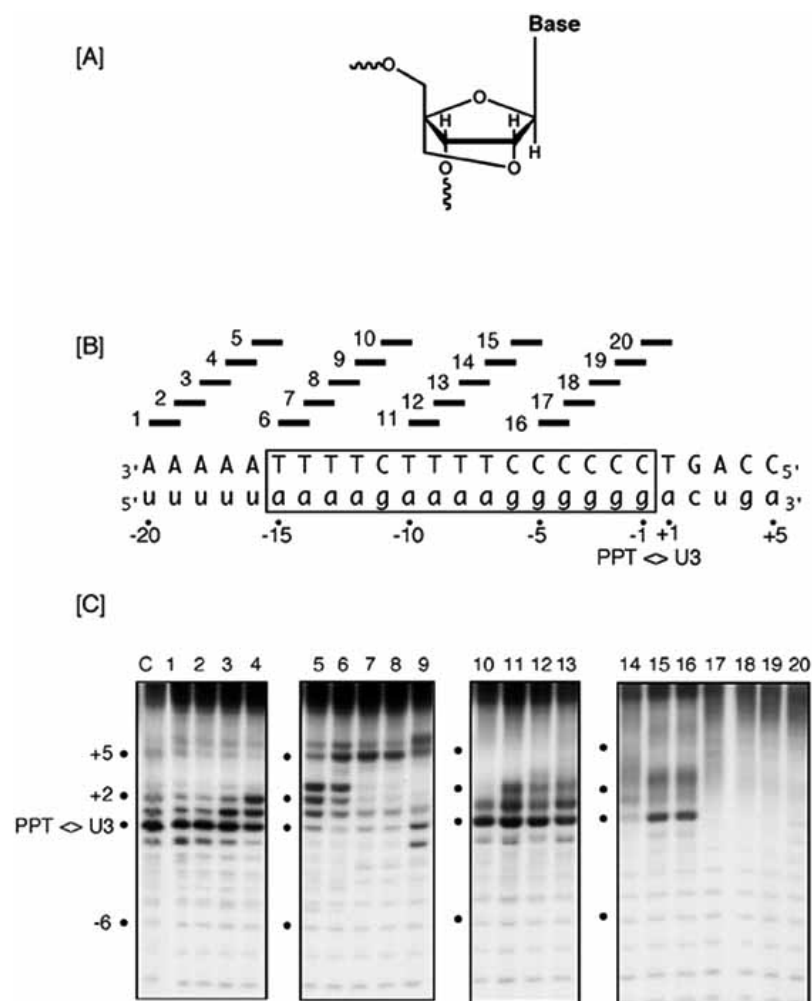 [A]
Base
O
O
H
H
H
O
O
[B]
5 10 15 20
4 9 14 19
3 8 13 18
2 7 12 17
1 6 11 16
3' A A A A A T T T T C T T T T C C C C C C T G A C C 5'
5' u u u u u a a a a g a a a a g g g g g g a c u g a 3'
-20 -15 -10 -5 -1 +1 +5
PPT <> U3
[C]
C 1 2 3 4 5 6 7 8 9 10 11 12 13 14 15 16 17 18 19 20
+5
+2
PPT <> U3
-6